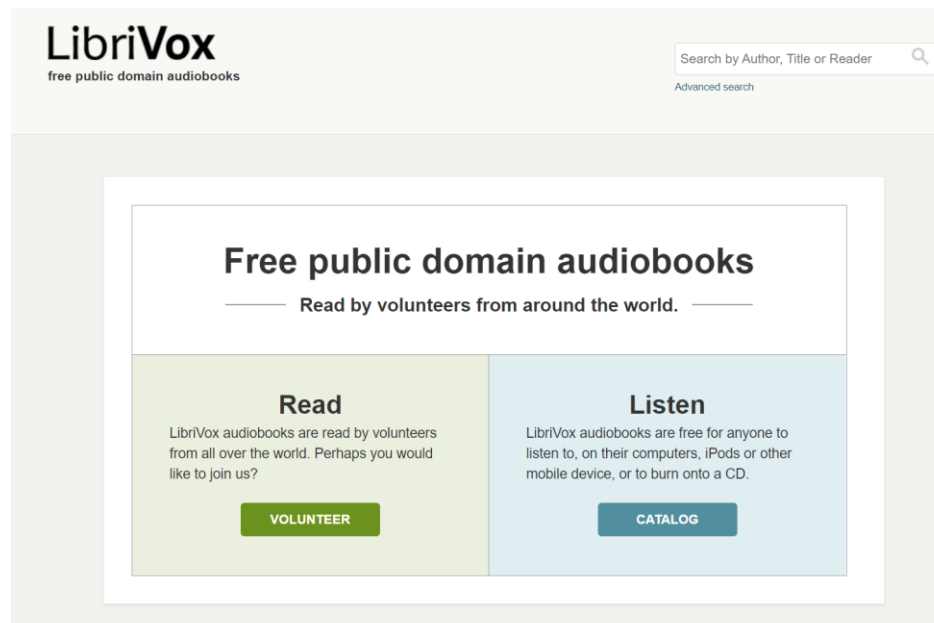 LibriVox
free public domain audiobooks
Search by Author, Title or Reader
Advanced search
Free public domain audiobooks
Read by volunteers from around the world.
Read
LibriVox audiobooks are read by volunteers
from all over the world. Perhaps you would
like to join us?
VOLUNTEER
Listen
LibriVox audiobooks are free for anyone to
listen to, on their computers, iPods or other
mobile device, or to burn onto a CD.
CATALOG